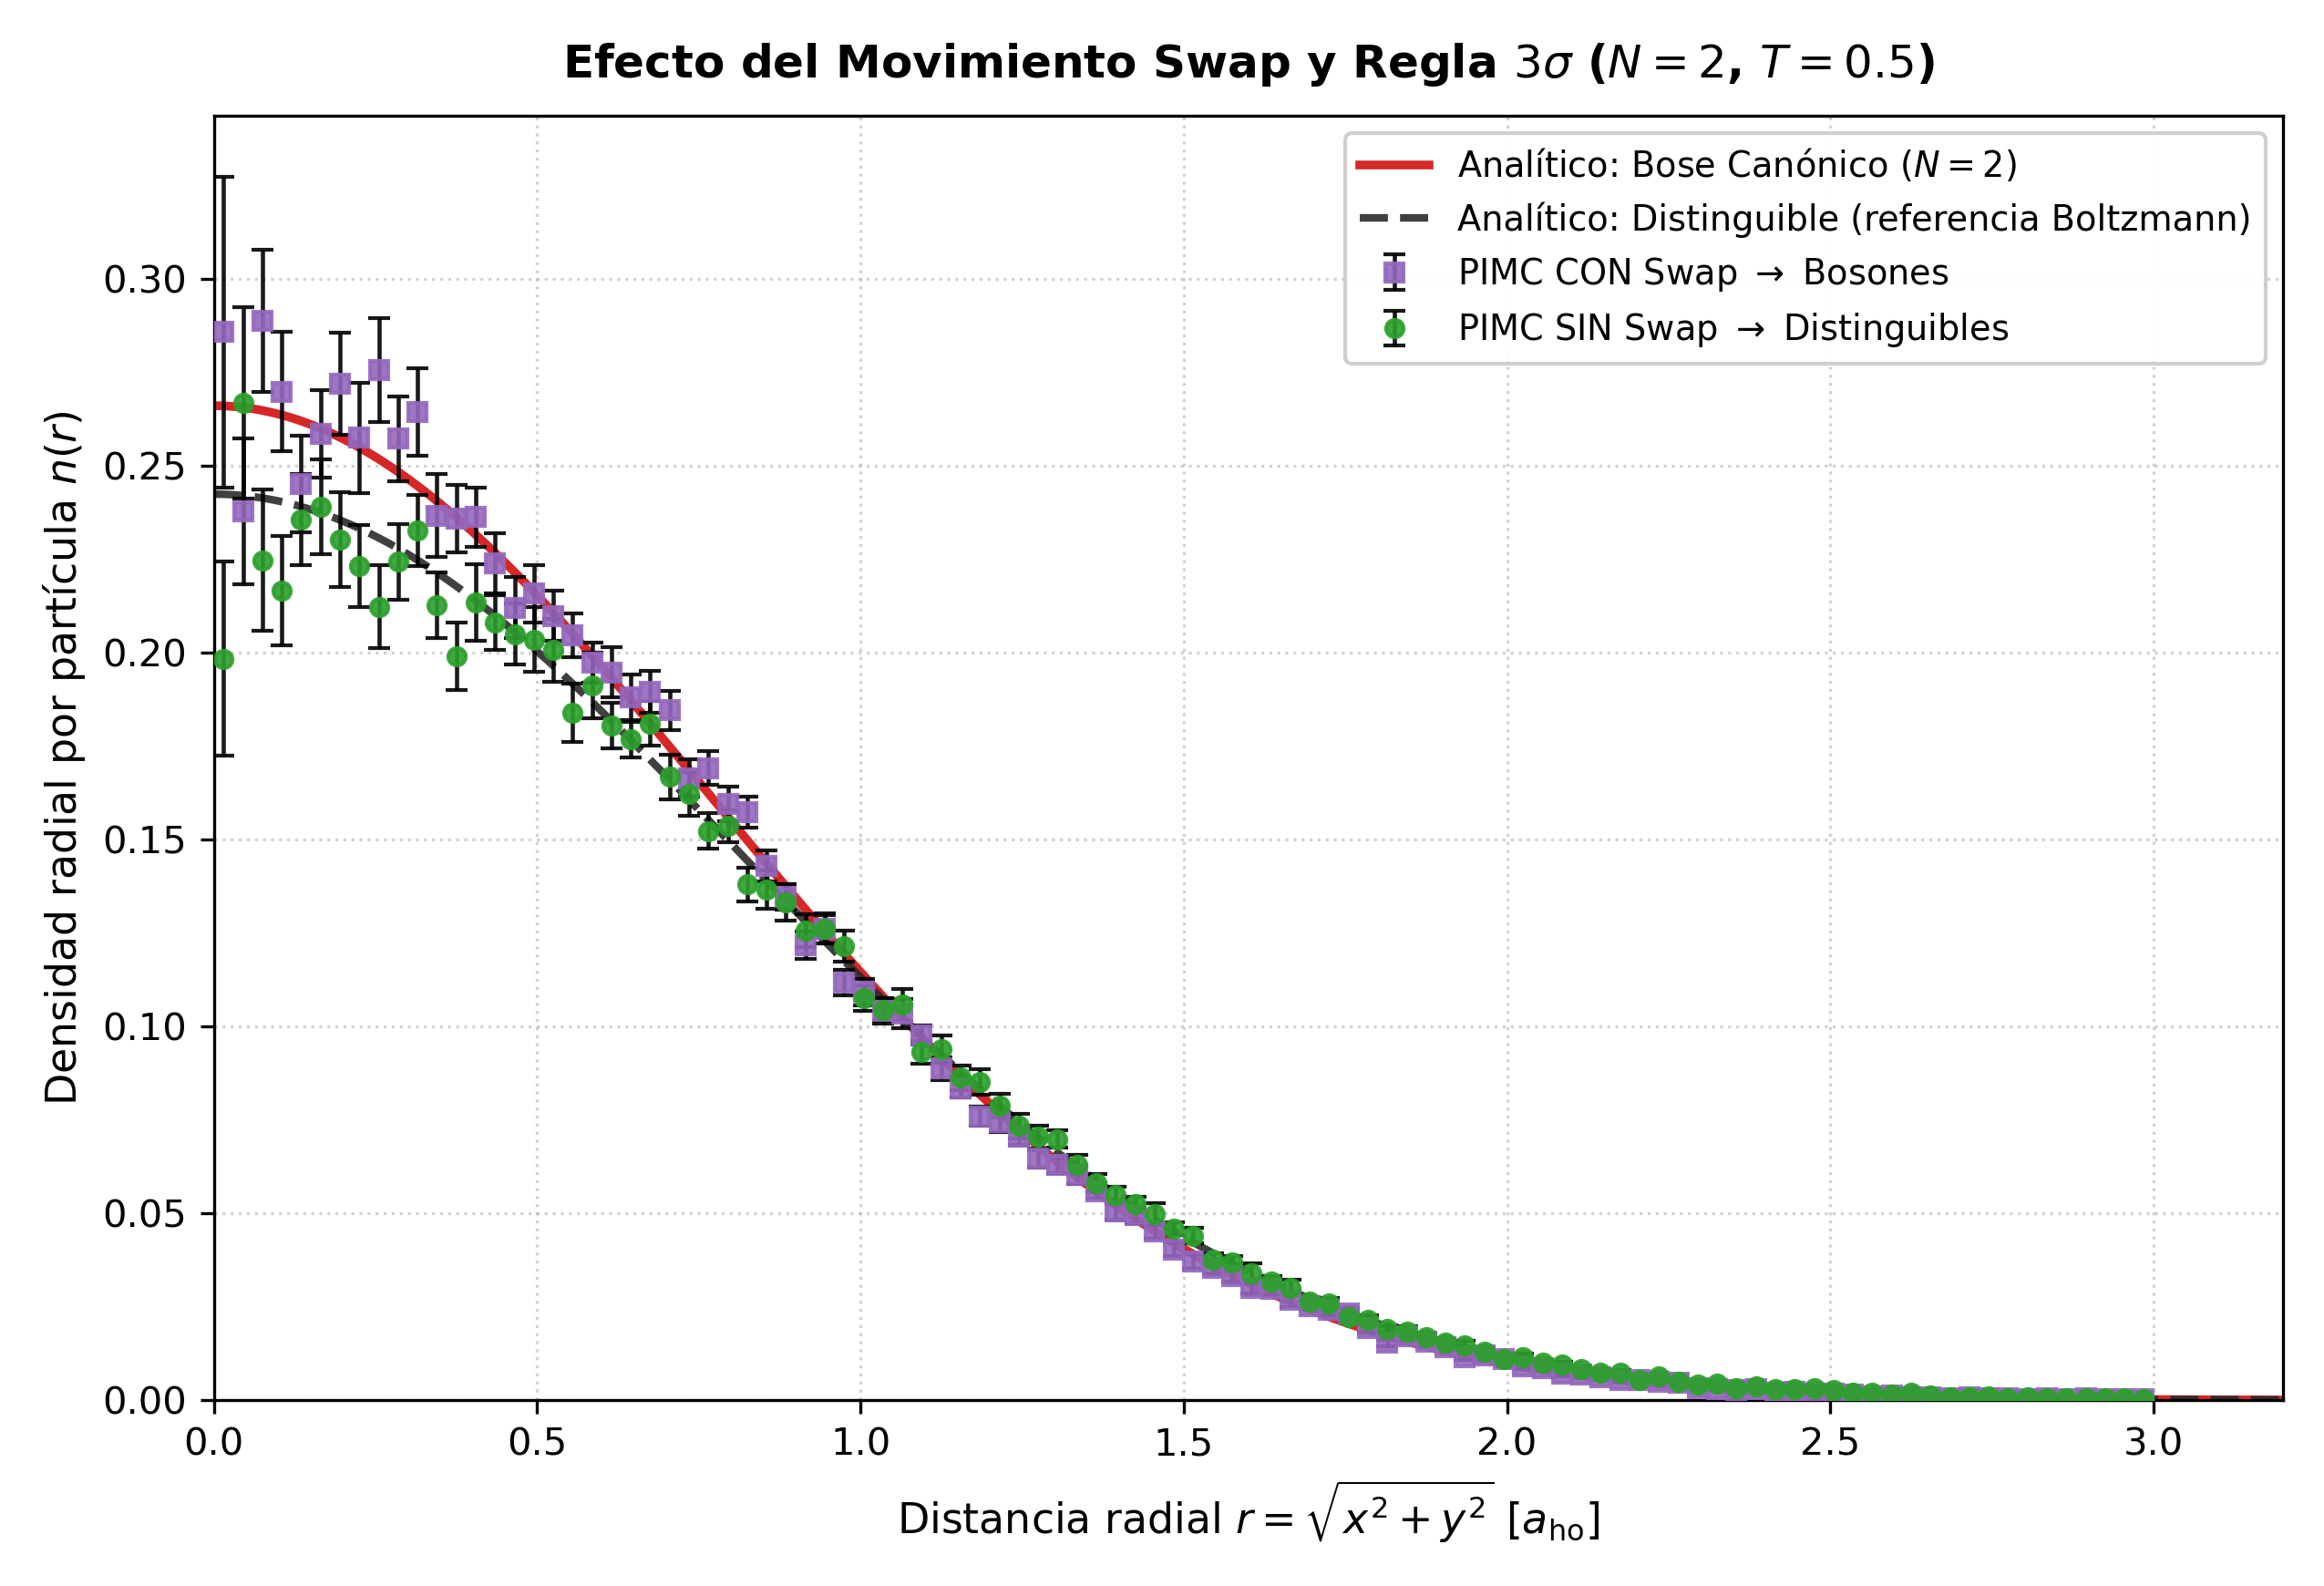 Efecto del Movimiento Swap y Regla 3σ (N = 2, T = 0.5)
Analítico: Bose Canónico (N = 2)
Analítico: Distinguible (referencia Boltzmann)
PIMC CON Swap → Bosones
PIMC SIN Swap → Distinguibles
Densidad radial por partícula n(r)
0.30
0.25
0.20
0.15
0.10
0.05
0.00
0.0 0.5 1.0 1.5 2.0 2.5 3.0
Distancia radial r = √x² + y² [a_ho]